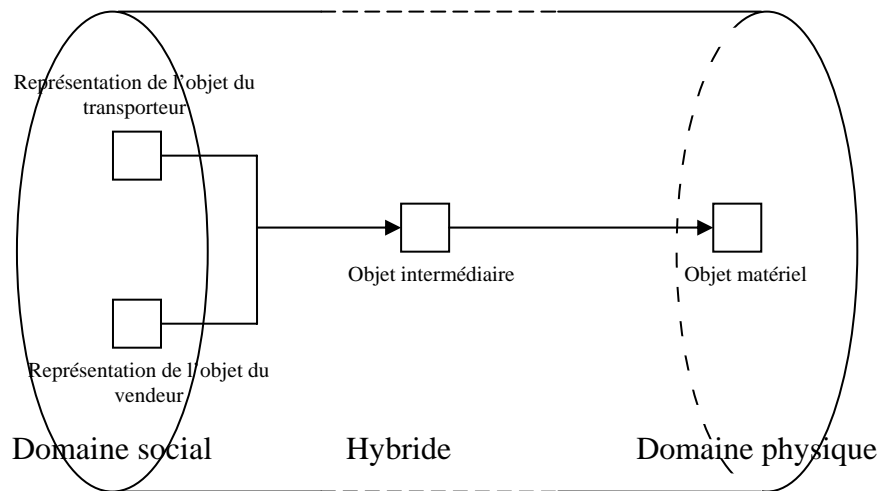 Représentation de l'objet du
transporteur
Objet intermédiaire
Objet matériel
Représentation de l'objet du
vendeur
Domaine social
Hybride
Domaine physique